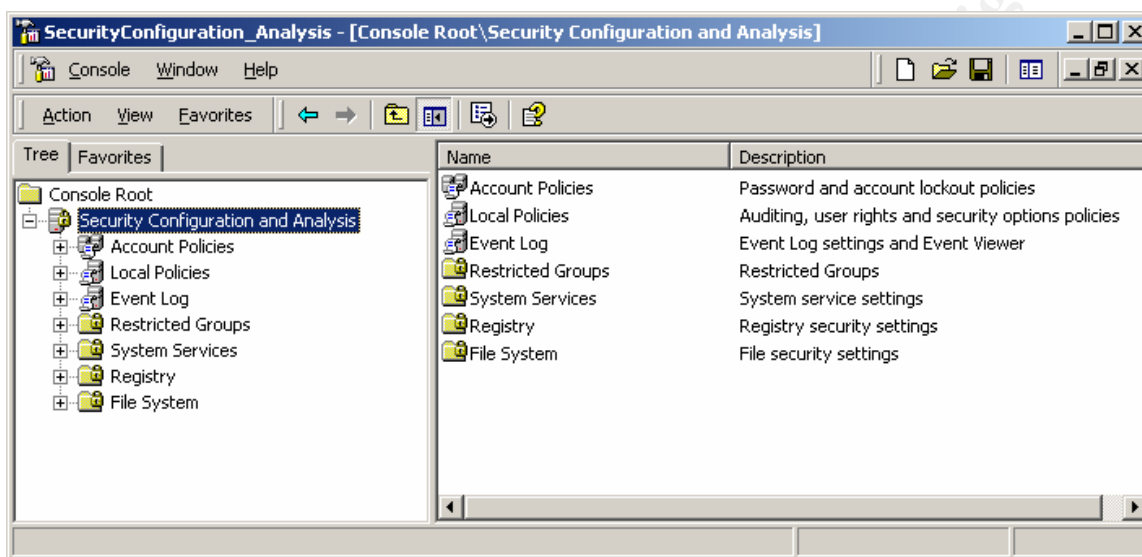 SecurityConfiguration_Analysis - [Console Root\Security Configuration and Analysis]
Console Window Help
Action View Favorites
Tree Favorites
Name Description
Console Root
Security Configuration and Analysis
Account Policies
Local Policies
Event Log
Restricted Groups
System Services
Registry
File System
Account Policies Password and account lockout policies
Local Policies Auditing, user rights and security options policies
Event Log Event Log settings and Event Viewer
Restricted Groups Restricted Groups
System Services System service settings
Registry Registry security settings
File System File security settings